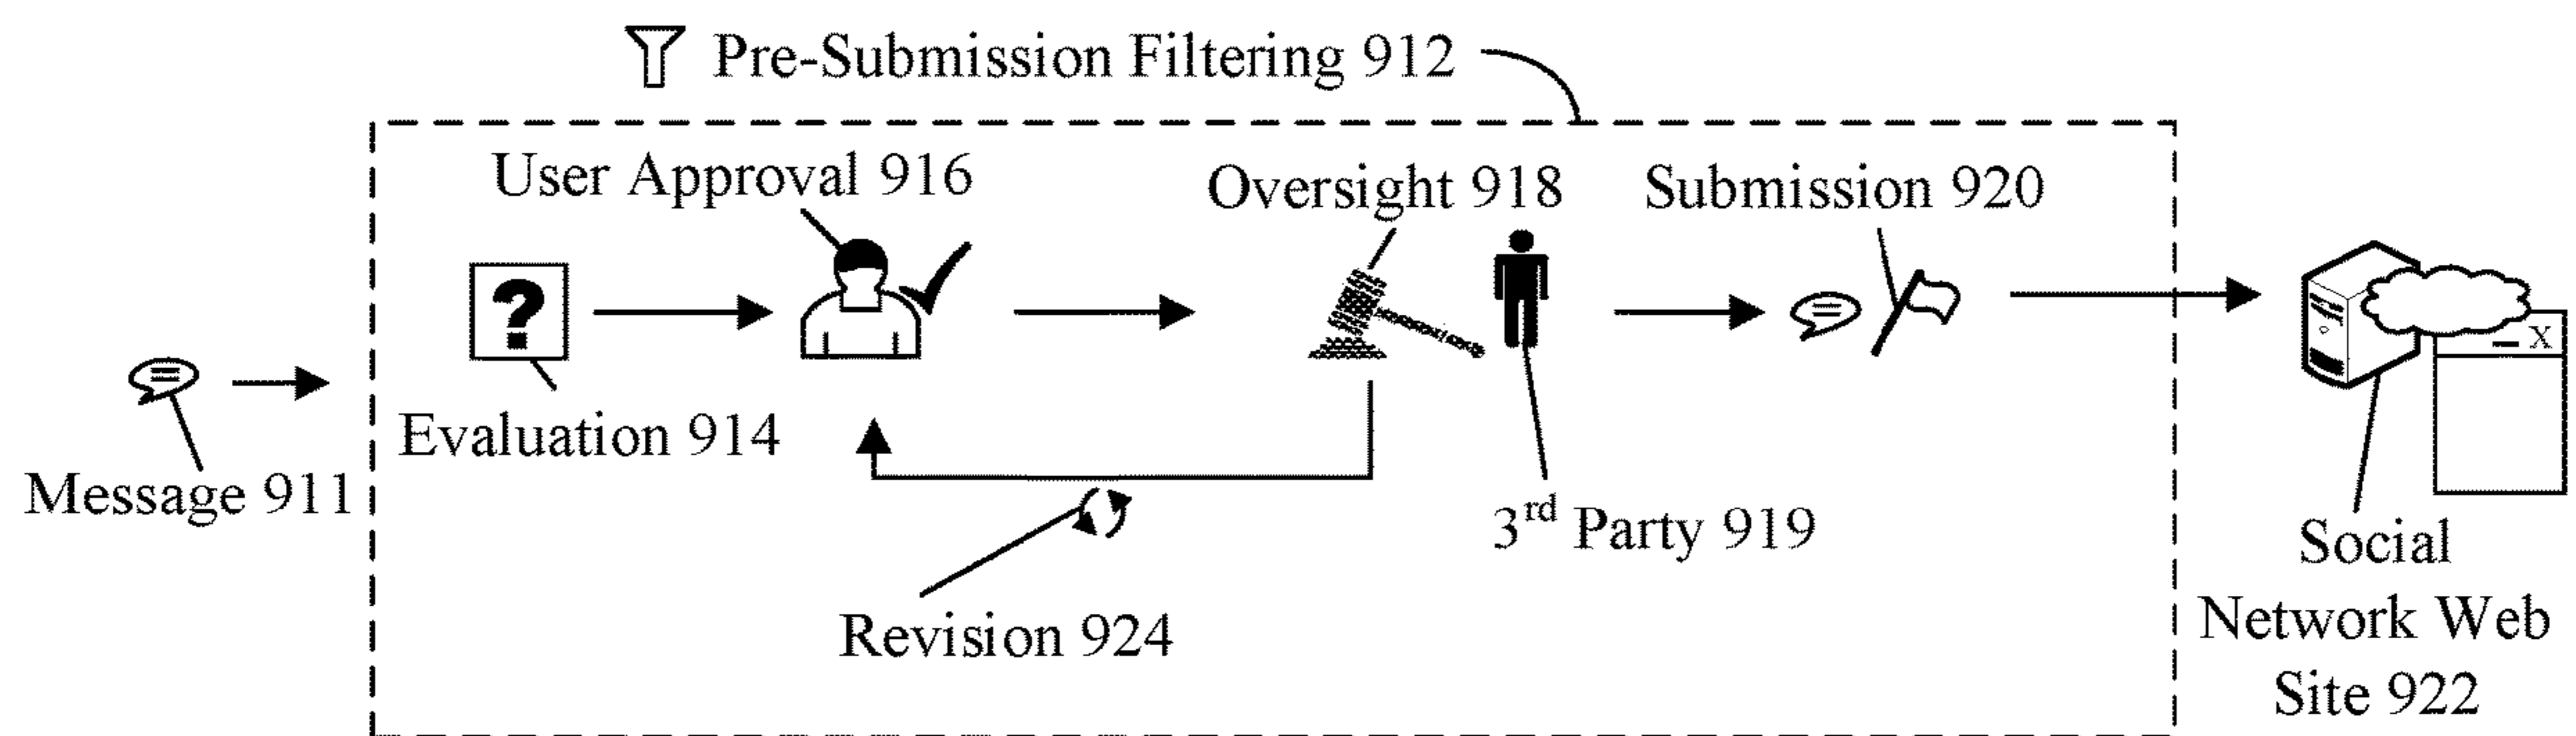 Pre-Submission Filtering 912
User Approval 916
Oversight 918
Submission 920
?
X
Evaluation 914
Message 911
3rd Party 919
Revision 924
Social
Network Web
Site 922